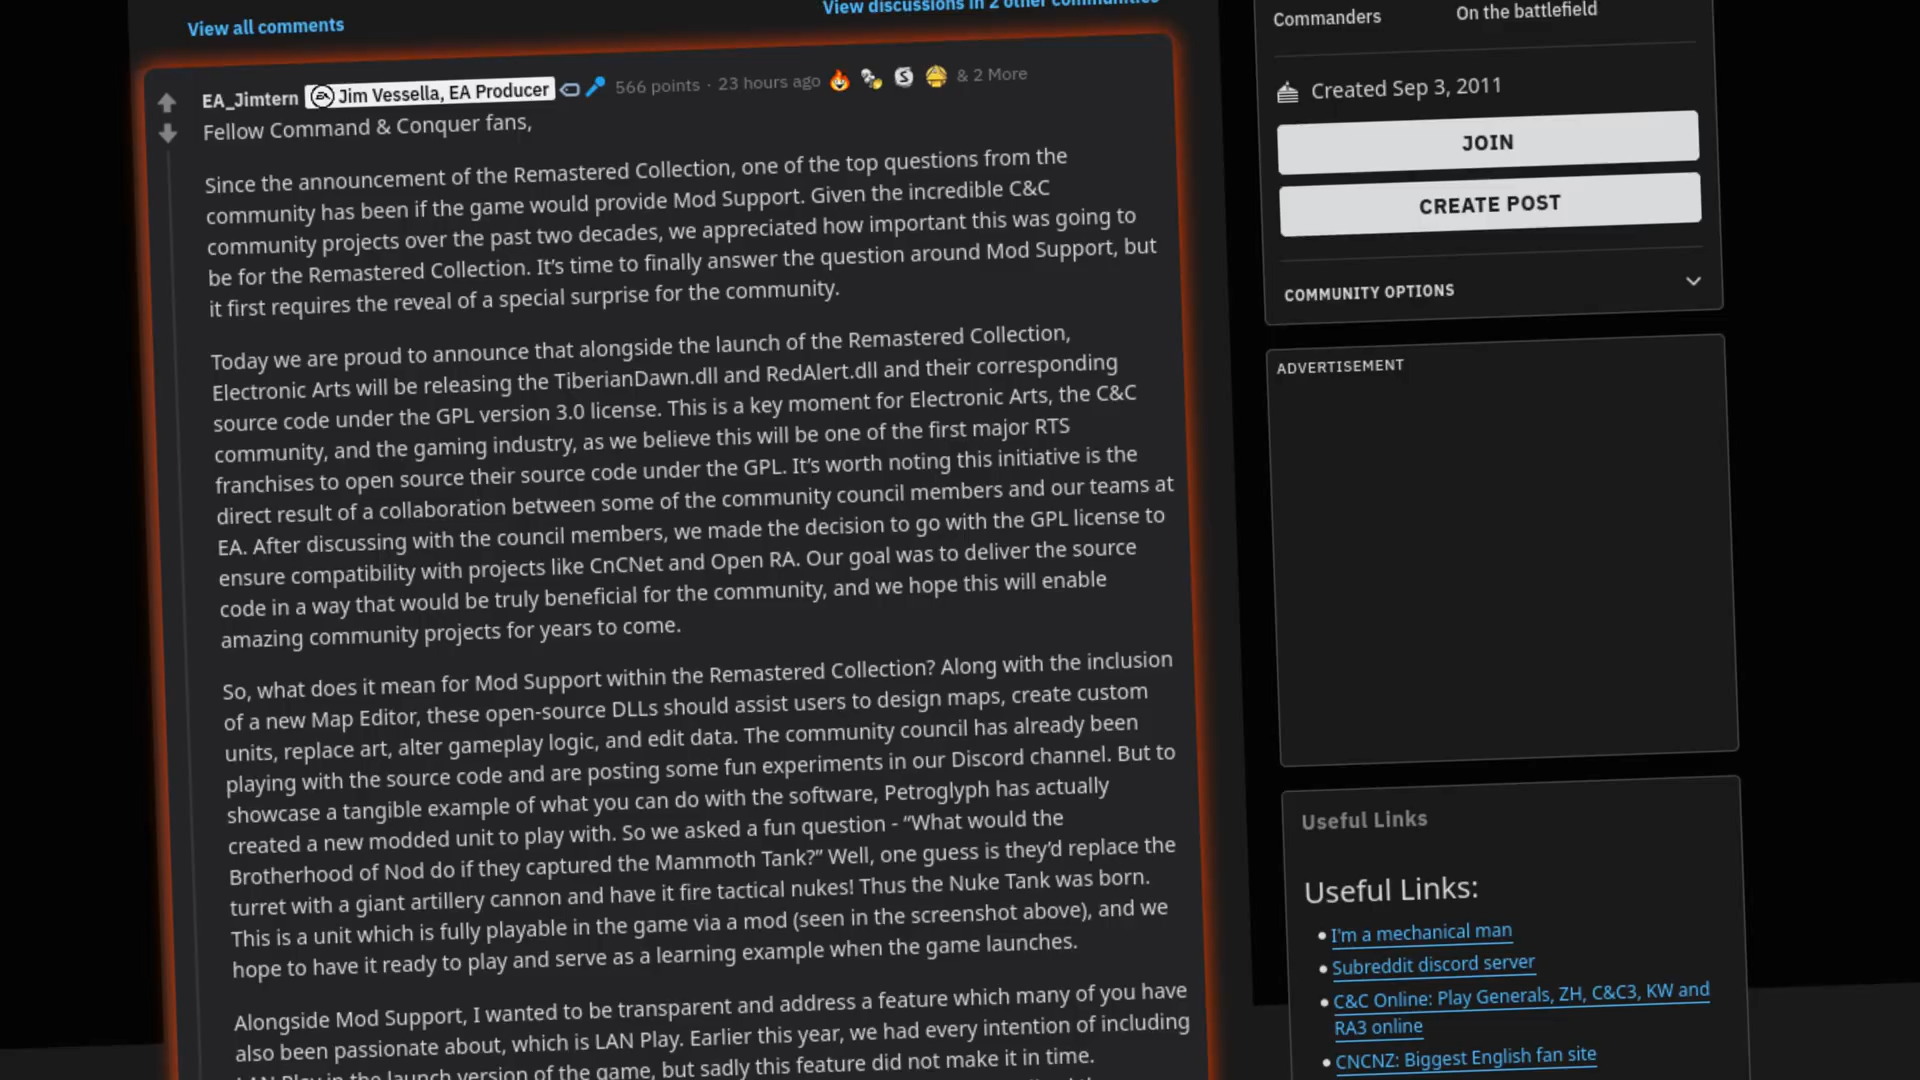 View all comments
View discussions in 2 other communities
EA_Jimtern Jim Vessella, EA Producer 566 points · 23 hours ago & 2 More
Fellow Command & Conquer fans,
Since the announcement of the Remastered Collection, one of the top questions from the
community has been if the game would provide Mod Support. Given the incredible C&C
community projects over the past two decades, we appreciated how important this was going to
be for the Remastered Collection. It’s time to finally answer the question around Mod Support, but
it first requires the reveal of a special surprise for the community.
Today we are proud to announce that alongside the launch of the Remastered Collection,
Electronic Arts will be releasing the TiberianDawn.dll and RedAlert.dll and their corresponding
source code under the GPL version 3.0 license. This is a key moment for Electronic Arts, the C&C
community, and the gaming industry, as we believe this will be one of the first major RTS
franchises to open source their source code under the GPL. It’s worth noting this initiative is the
direct result of a collaboration between some of the community council members and our teams at
EA. After discussing with the council members, we made the decision to go with the GPL license to
ensure compatibility with projects like CnCNet and Open RA. Our goal was to deliver the source
code in a way that would be truly beneficial for the community, and we hope this will enable
amazing community projects for years to come.
So, what does it mean for Mod Support within the Remastered Collection? Along with the inclusion
of a new Map Editor, these open-source DLLs should assist users to design maps, create custom
units, replace art, alter gameplay logic, and edit data. The community council has already been
playing with the source code and are posting some fun experiments in our Discord channel. But to
showcase a tangible example of what you can do with the software, Petroglyph has actually
created a new modded unit to play with. So we asked a fun question - “What would the
Brotherhood of Nod do if they captured the Mammoth Tank?” Well, one guess is they’d replace the
turret with a giant artillery cannon and have it fire tactical nukes! Thus the Nuke Tank was born.
This is a unit which is fully playable in the game via a mod (seen in the screenshot above), and we
hope to have it ready to play and serve as a learning example when the game launches.
Alongside Mod Support, I wanted to be transparent and address a feature which many of you have
also been passionate about, which is LAN Play. Earlier this year, we had every intention of including
LAN Play in the launch version of the game, but sadly this feature did not make it in time.
Commanders
On the battlefield
Created Sep 3, 2011
JOIN
CREATE POST
COMMUNITY OPTIONS
ADVERTISEMENT
Useful Links
Useful Links:
I'm a mechanical man
Subreddit discord server
C&C Online: Play Generals, ZH, C&C3, KW and
RA3 online
CNCNZ: Biggest English fan site